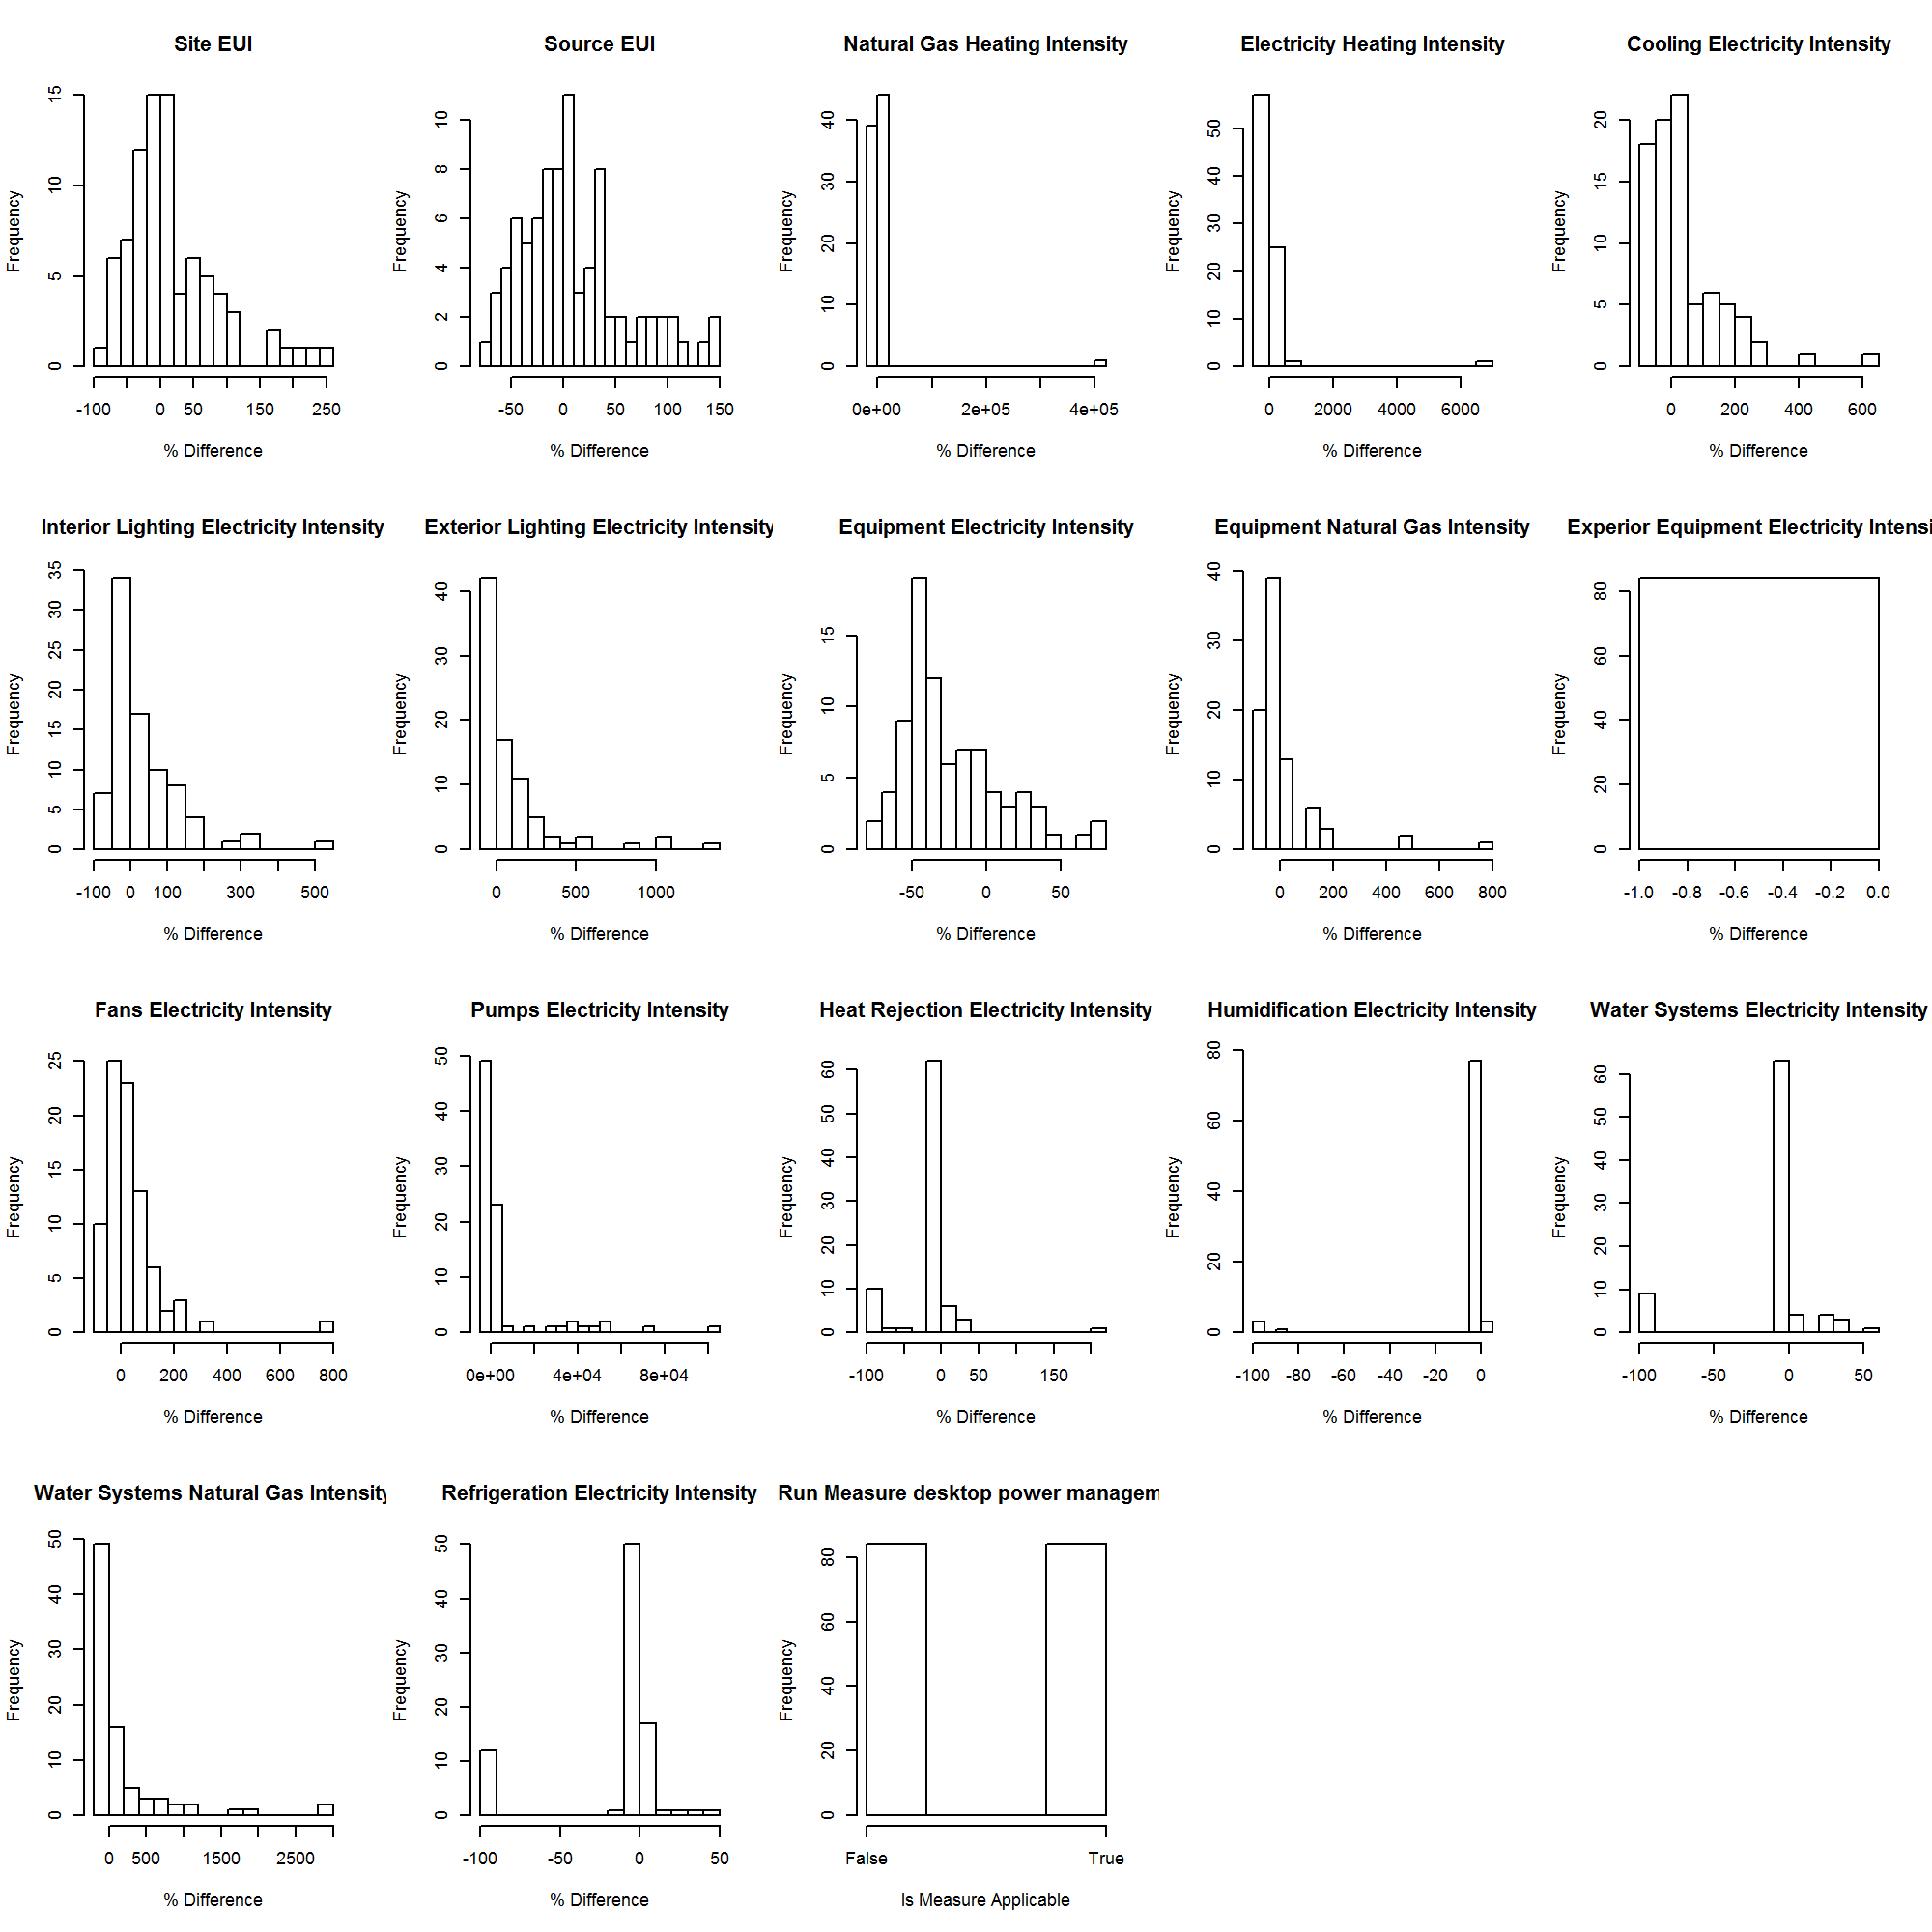 Site EUI
Frequency
0 5 10 15
-100 0 50 150 250
% Difference
Source EUI
Frequency
0 2 4 6 8 10
-50 0 50 100 150
% Difference
Natural Gas Heating Intensity
Frequency
0 10 20 30 40
0e+00 2e+05 4e+05
% Difference
Electricity Heating Intensity
Frequency
0 10 20 30 40 50
0 2000 4000 6000
% Difference
Cooling Electricity Intensity
Frequency
0 5 10 15 20
0 200 400 600
% Difference
Interior Lighting Electricity Intensity
Frequency
0 5 10 15 20 25 30 35
-100 0 100 300 500
% Difference
Exterior Lighting Electricity Intensity
Frequency
0 10 20 30 40
0 500 1000
% Difference
Equipment Electricity Intensity
Frequency
0 5 10 15
-50 0 50
% Difference
Equipment Natural Gas Intensity
Frequency
0 10 20 30 40
0 200 400 600 800
% Difference
Experior Equipment Electricity Intensi
Frequency
0 20 40 60 80
-1.0 -0.8 -0.6 -0.4 -0.2 0.0
% Difference
Fans Electricity Intensity
Frequency
0 5 10 15 20 25
0 200 400 600 800
% Difference
Pumps Electricity Intensity
Frequency
0 10 20 30 40 50
0e+00 4e+04 8e+04
% Difference
Heat Rejection Electricity Intensity
Frequency
0 10 20 30 40 50 60
-100 0 50 150
% Difference
Humidification Electricity Intensity
Frequency
0 20 40 60 80
-100 -80 -60 -40 -20 0
% Difference
Water Systems Electricity Intensity
Frequency
0 10 20 30 40 50 60
-100 -50 0 50
% Difference
Water Systems Natural Gas Intensity
Frequency
0 10 20 30 40 50
0 500 1500 2500
% Difference
Refrigeration Electricity Intensity
Frequency
0 10 20 30 40 50
-100 -50 0 50
% Difference
Run Measure desktop power managem
Frequency
0 20 40 60 80
False True
Is Measure Applicable